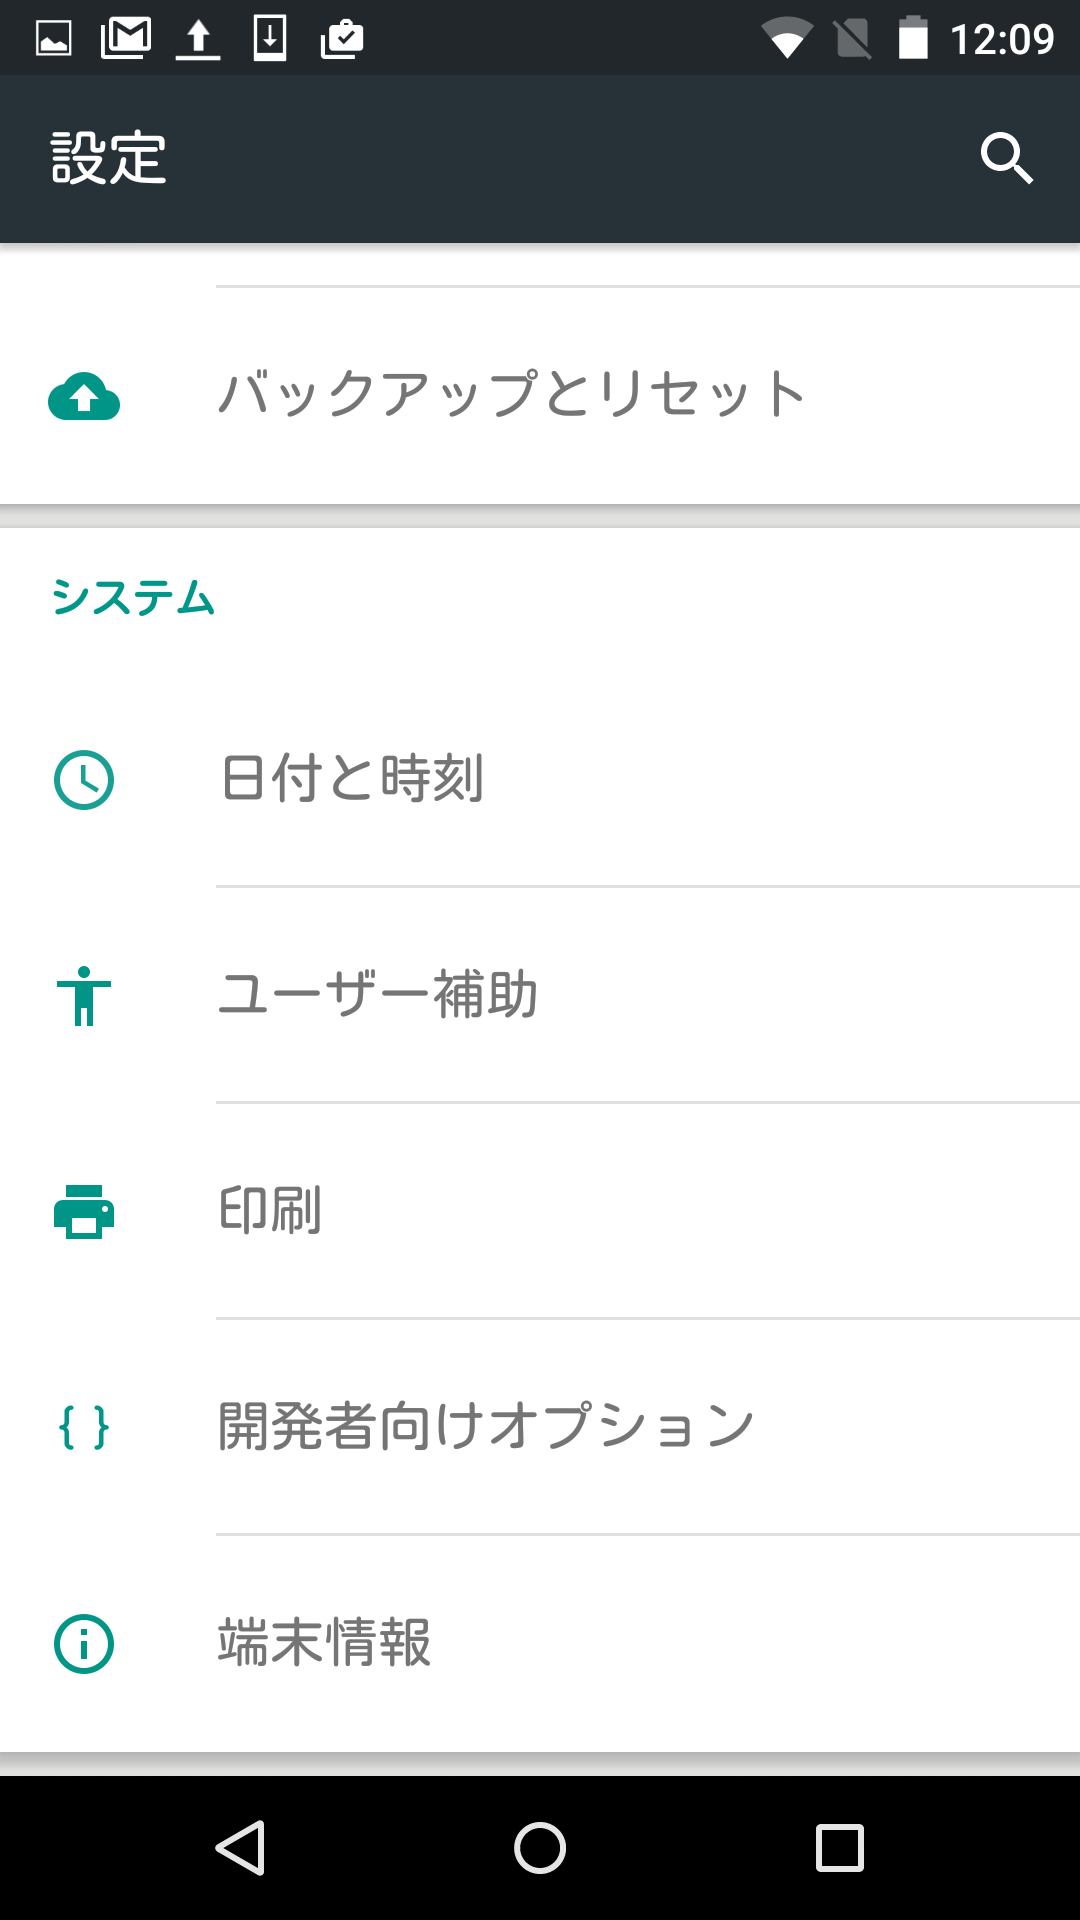 12:09
設定
バックアップとリセット
システム
日付と時刻
ユーザー補助
印刷
{ } 開発者向けオプション
端末情報